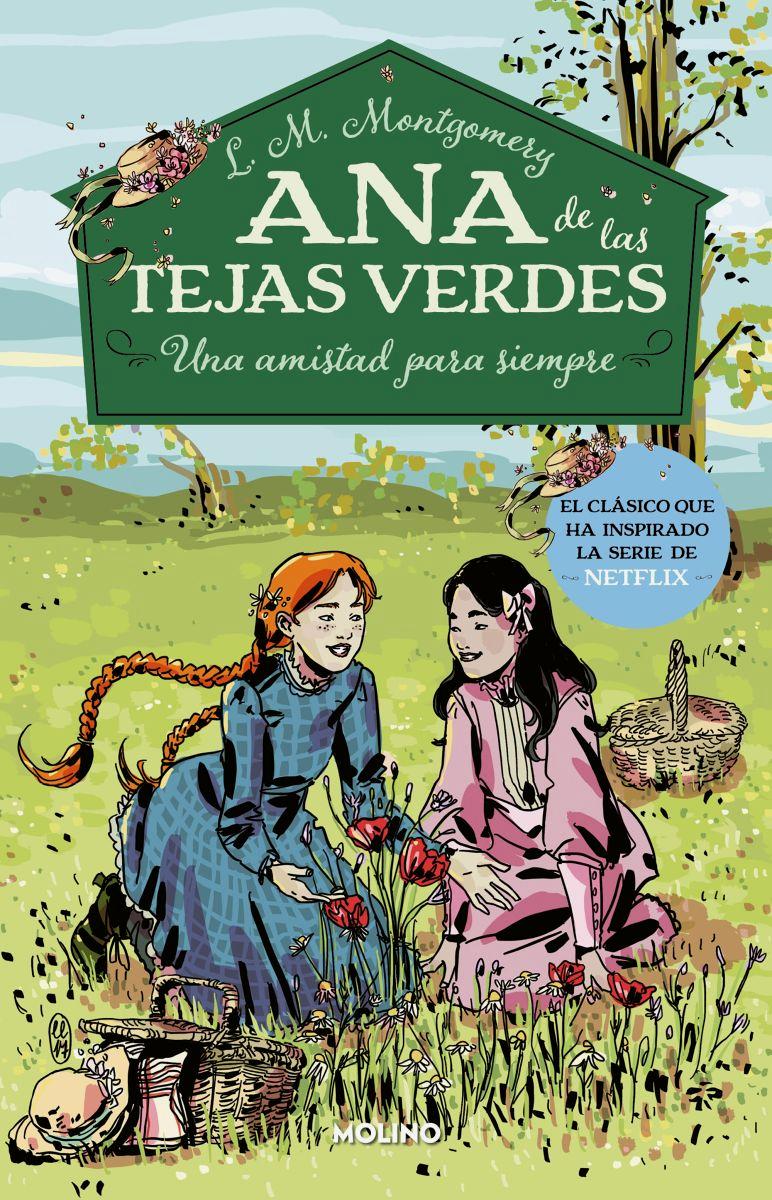 L. M. Montgomery
ANA de las
TEJAS VERDES
Una amistad para siempre
EL CLÁSICO QUE
HA INSPIRADO
LA SERIE DE
NETFLIX
MOLINO